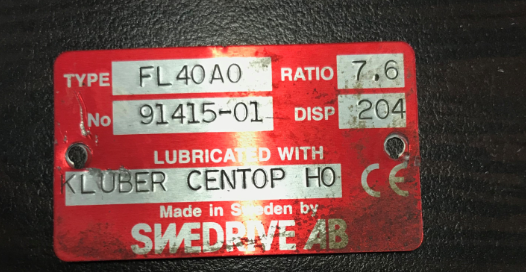 TYPE FL40A0 RATIO 7,6
No 91415-01 DISP 204
LUBRICATED WITH
KLUBER CENTOP HO CE
Made in Sweden by
SWEDRIVE AB